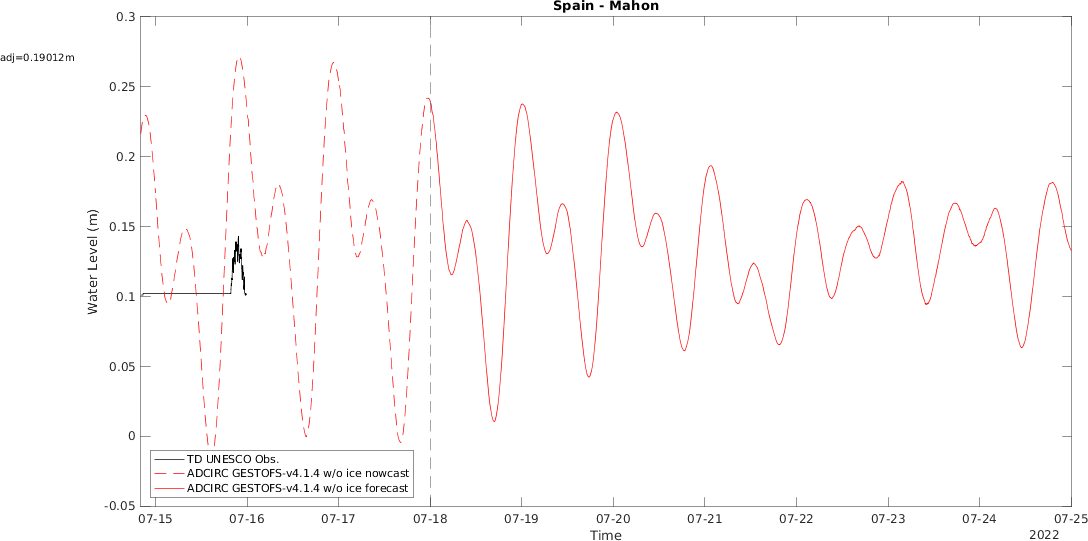 Spain - Mahon
adj=0.19012m
0.3
0.25
0.2
0.15
0.1
0.05
0
-0.05
Water Level (m)
TD UNESCO Obs.
ADCIRC GESTOFS-v4.1.4 w/o ice nowcast
ADCIRC GESTOFS-v4.1.4 w/o ice forecast
07-15 07-16 07-17 07-18 07-19 07-20 07-21 07-22 07-23 07-24 07-25
Time
2022